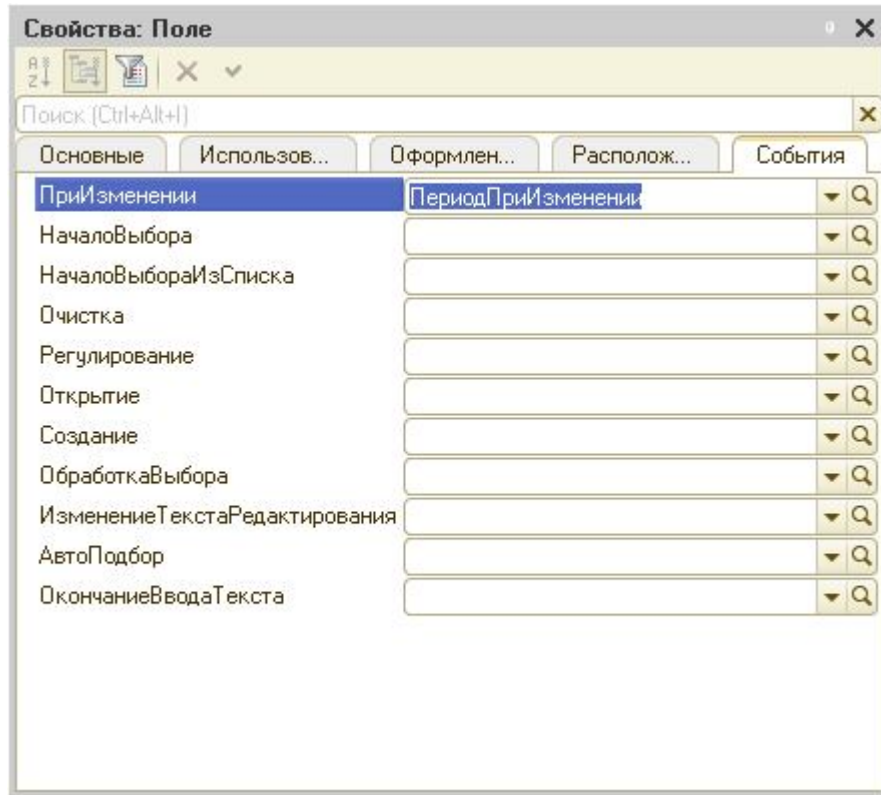 Свойства: Поле
Поиск (Ctrl+Alt+I)
Основные Использов... Оформлен... Располож... События
ПриИзменении ПериодПриИзменении
НачалоВыбора
НачалоВыбораИзСписка
Очистка
Регулирование
Открытие
Создание
ОбработкаВыбора
ИзменениеТекстаРедактирования
АвтоПодбор
ОкончаниеВводаТекста